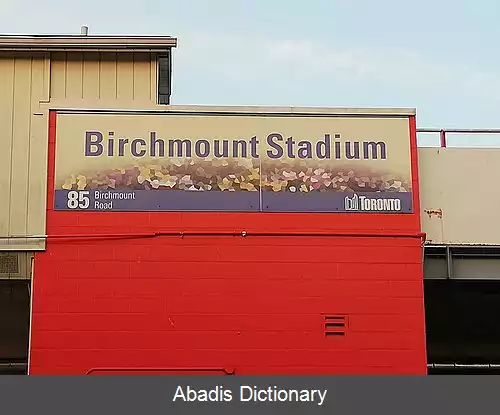 Birchmount Stadium
85 Birchmount
Road
TORONTO
Abadis Dictionary